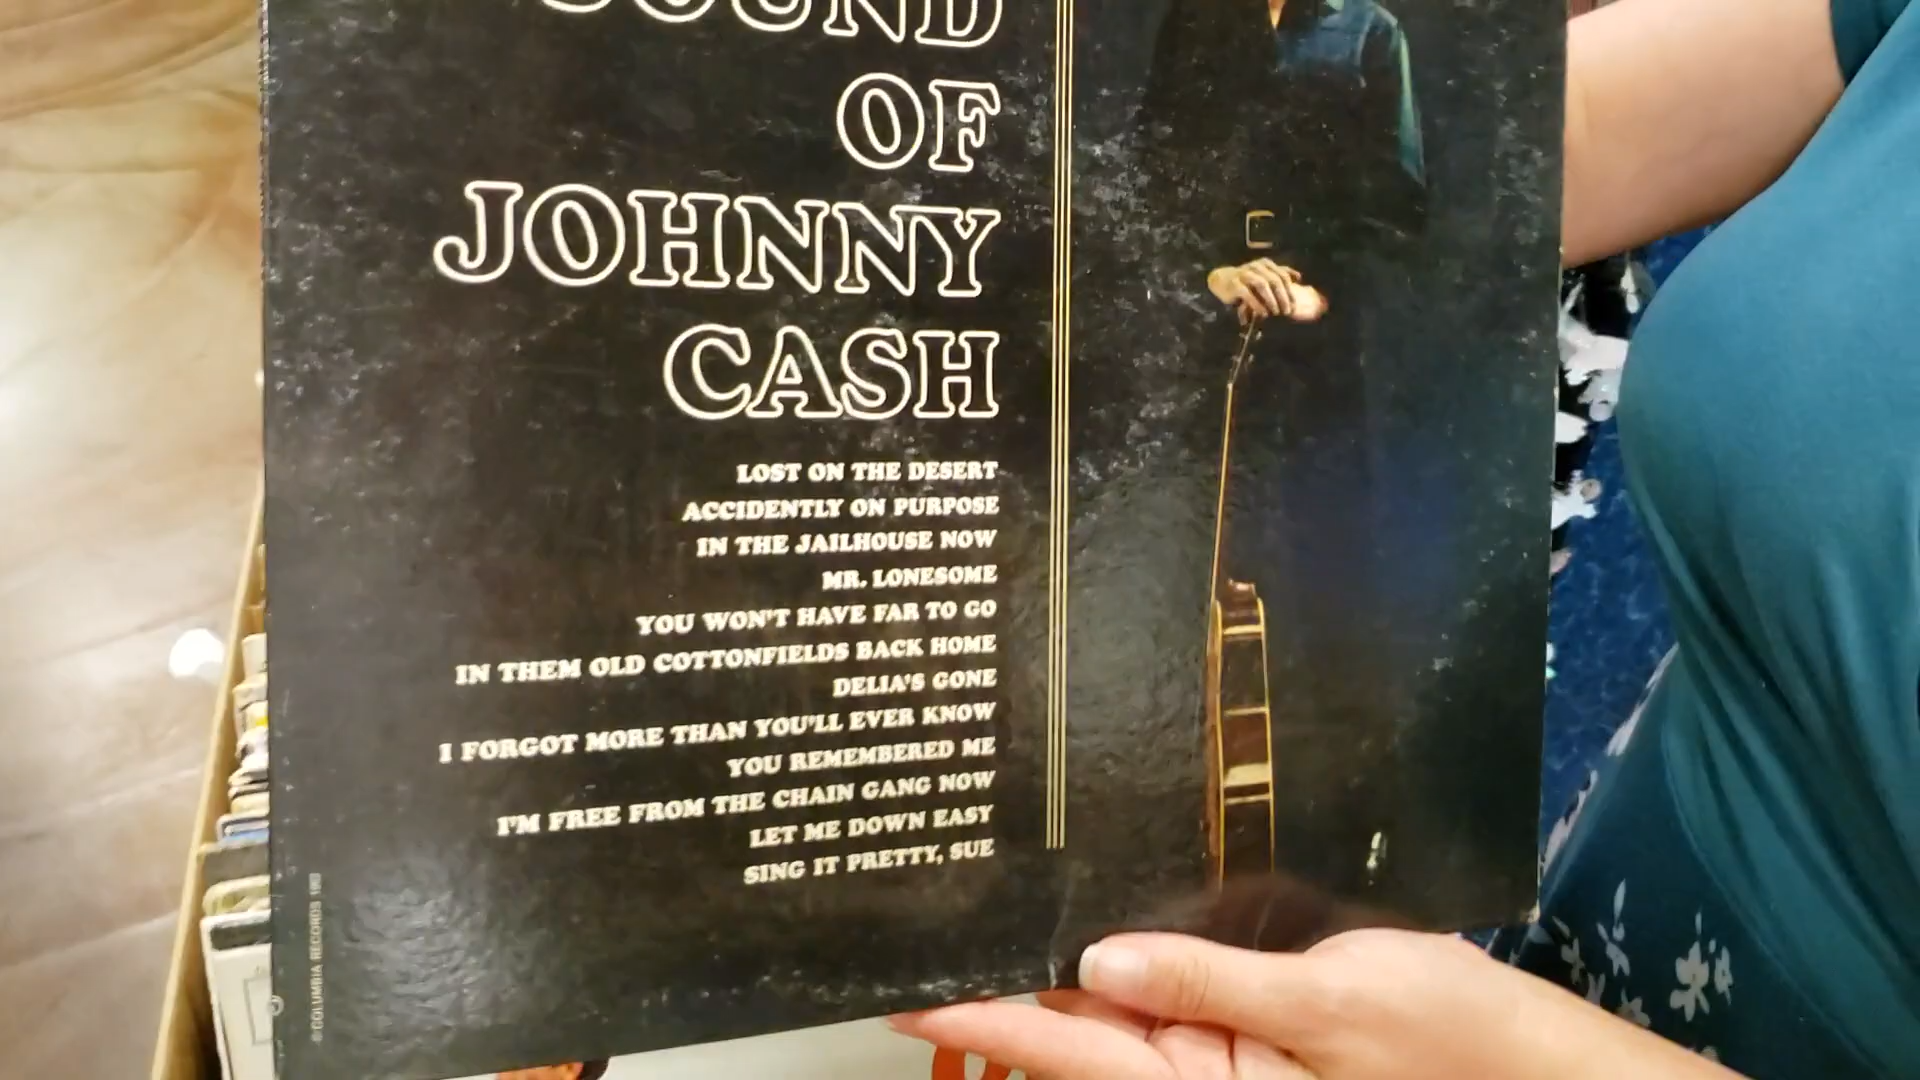 SOUND
OF
JOHNNY
CASH
LOST ON THE DESERT
ACCIDENTLY ON PURPOSE
IN THE JAILHOUSE NOW
MR. LONESOME
YOU WON'T HAVE FAR TO GO
IN THEM OLD COTTONFIELDS BACK HOME
DELIA'S GONE
I FORGOT MORE THAN YOU'LL EVER KNOW
YOU REMEMBERED ME
I'M FREE FROM THE CHAIN GANG NOW
LET ME DOWN EASY
SING IT PRETTY, SUE
© COLUMBIA RECORDS